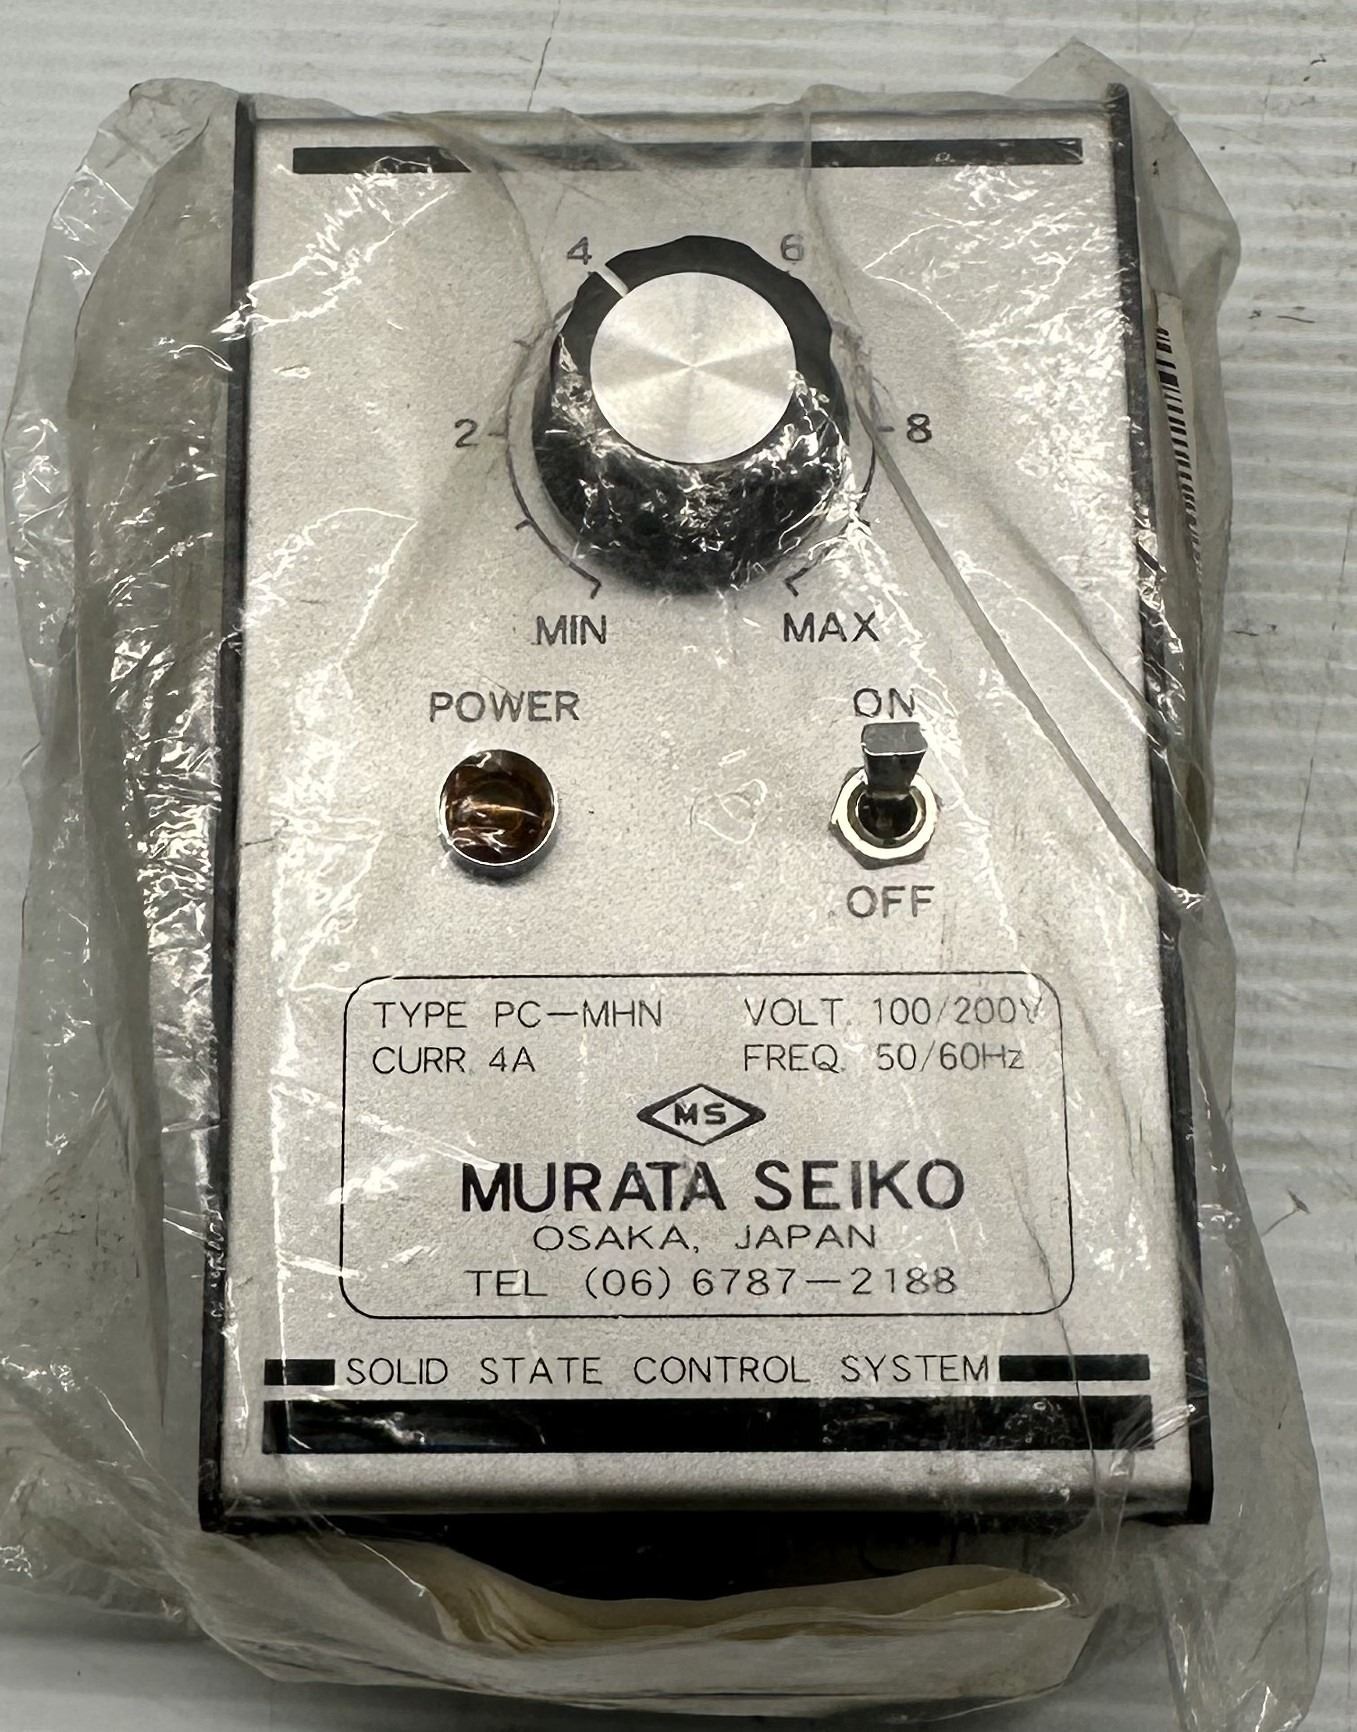 4 6
2 8
MIN MAX
POWER ON
OFF
TYPE PC-MHN VOLT. 100/200V
CURR. 4A FREQ. 50/60Hz
MS
MURATA SEIKO
OSAKA, JAPAN
TEL (06) 6787-2188
SOLID STATE CONTROL SYSTEM